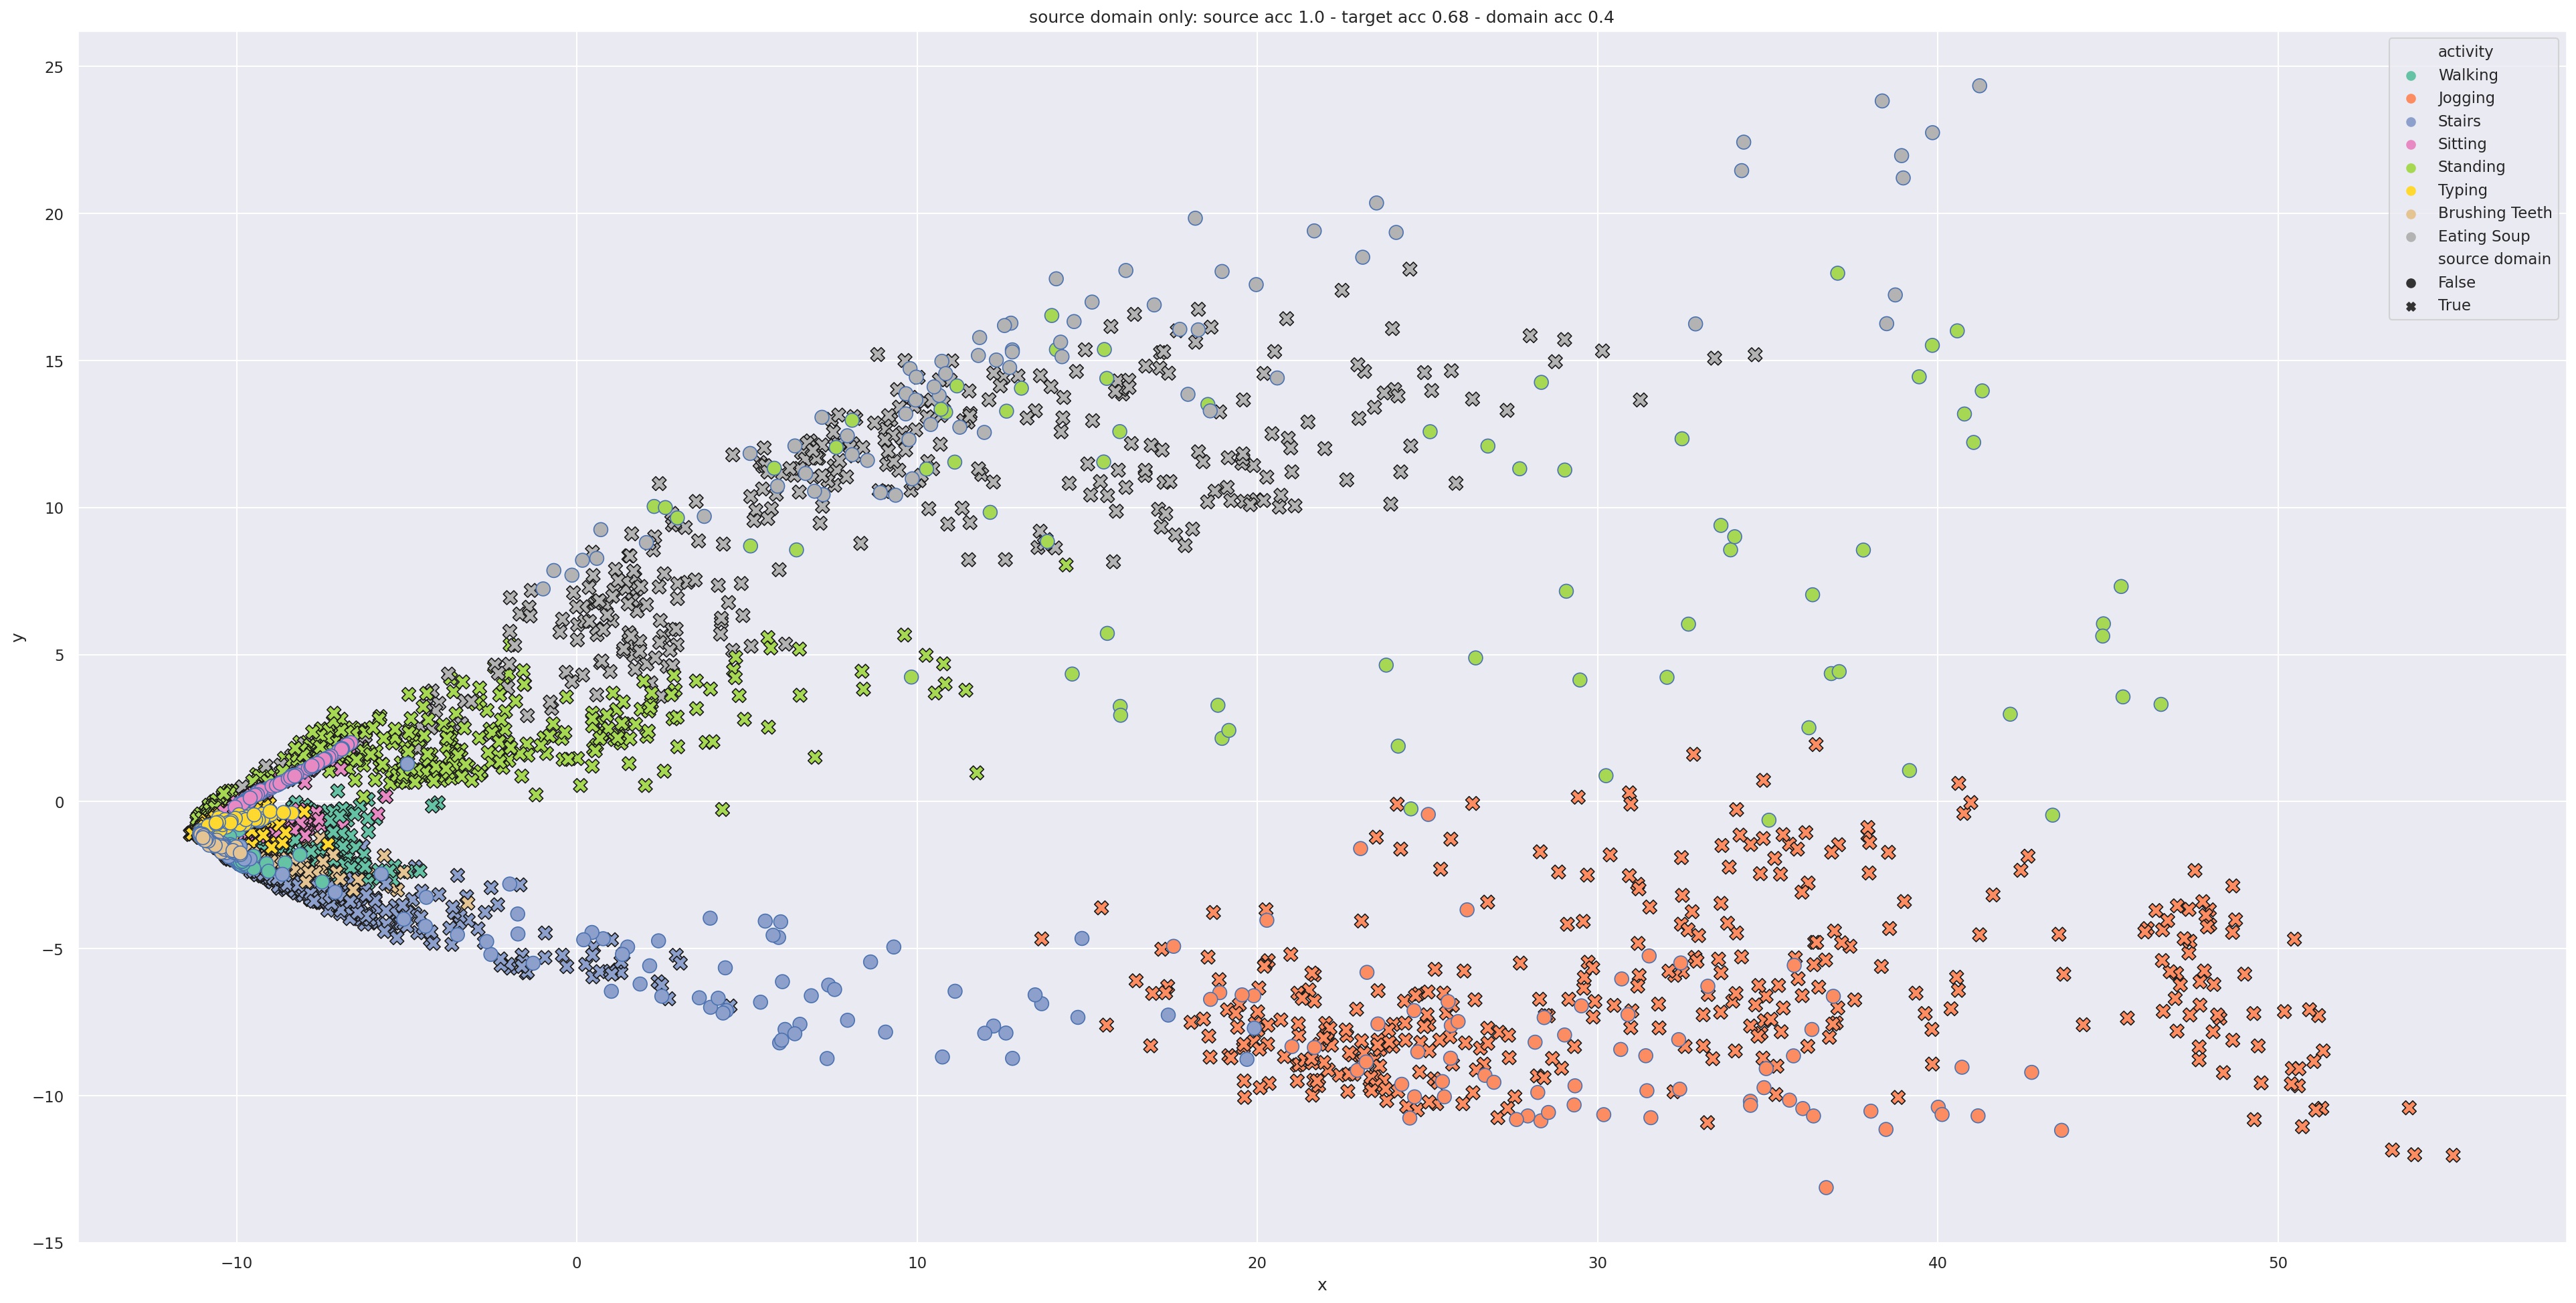 source domain only: source acc 1.0 - target acc 0.68 - domain acc 0.4
activity
Walking
Jogging
Stairs
Sitting
Standing
Typing
Brushing Teeth
Eating Soup
source domain
False
True
25
20
15
10
5
0
−5
−10
−15
y
−10 0 10 20 30 40 50
x